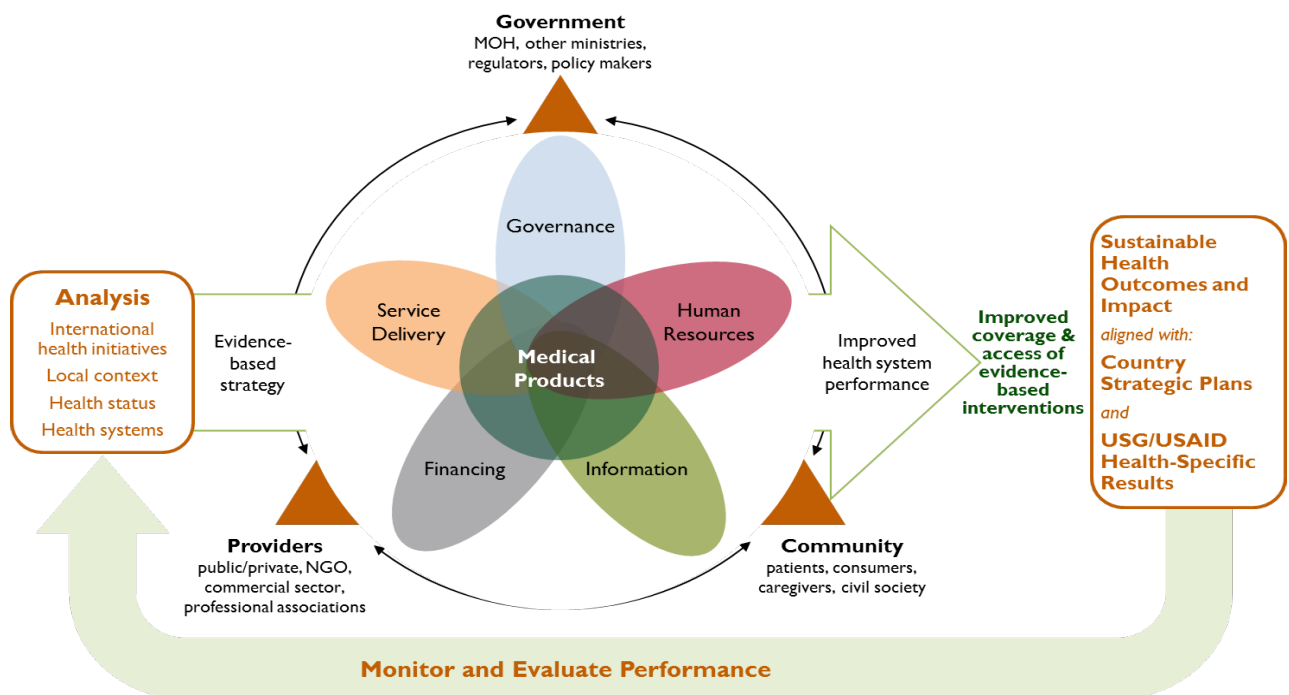 Government
MOH, other ministries,
regulators, policy makers
Governance
Service
Delivery
Human
Resources
Medical
Products
Financing
Information
Analysis
International
health initiatives
Local context
Health status
Health systems
Evidence-
based
strategy
Improved
health system
performance
Improved
coverage &
access of
evidence-
based
interventions
Sustainable
Health
Outcomes and
Impact
aligned with:
Country
Strategic Plans
and
USG/USAID
Health-Specific
Results
Providers
public/private, NGO,
commercial sector,
professional associations
Community
patients, consumers,
caregivers, civil society
Monitor and Evaluate Performance